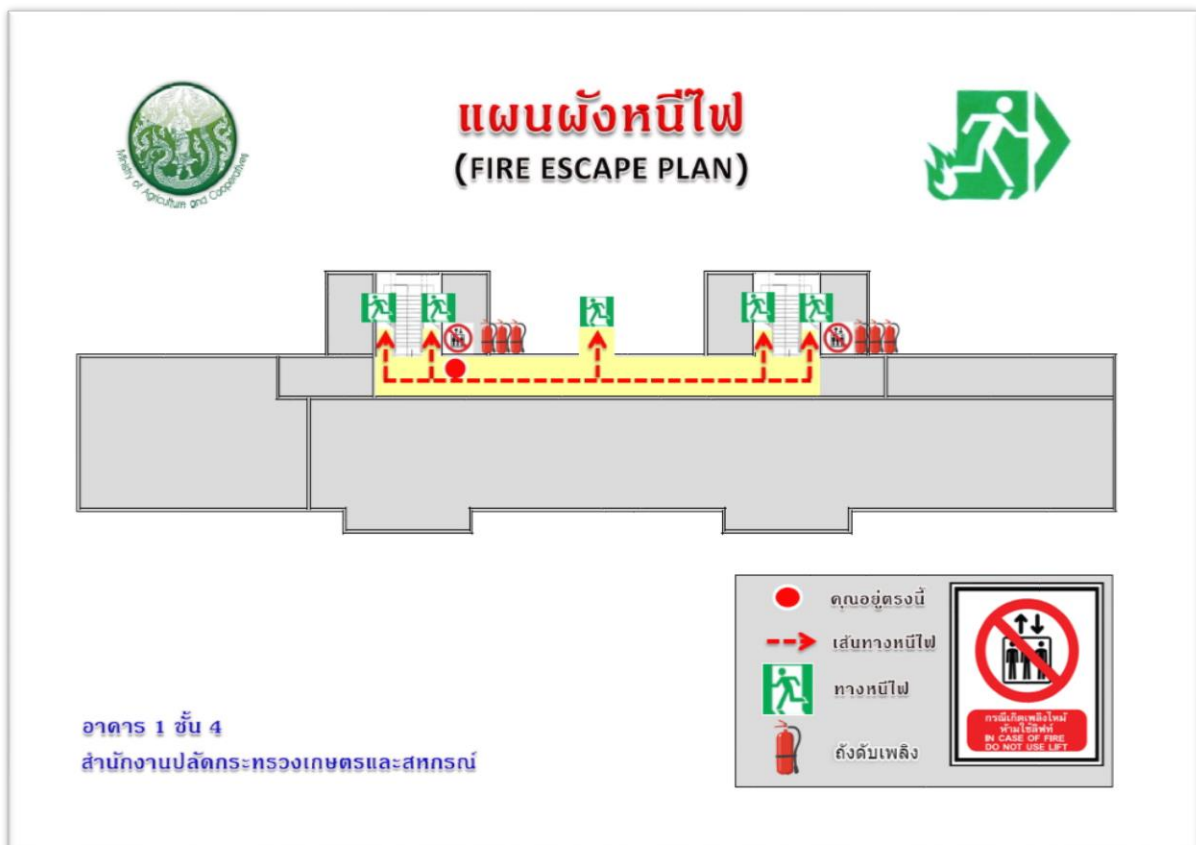 แผนผังหนีไฟ
(FIRE ESCAPE PLAN)
Ministry of Agriculture and Cooperatives
คุณอยู่ตรงนี้
เส้นทางหนีไฟ
ทางหนีไฟ
ถังดับเพลิง
กรณีเกิดเพลิงไหม้
ห้ามใช้ลิฟท์
IN CASE OF FIRE
DO NOT USE LIFT
อาคาร 1 ชั้น 4
สำนักงานปลัดกระทรวงเกษตรและสหกรณ์